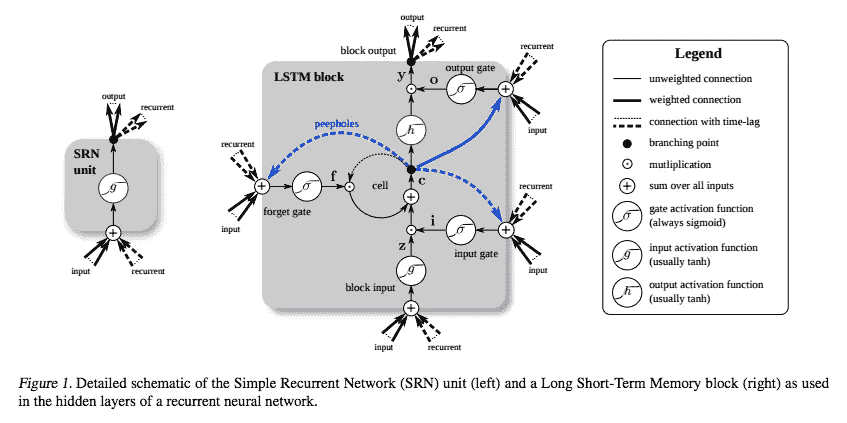 output
recurrent
SRN
unit
g
input
recurrent
output
recurrent
block output
LSTM block
y
o
output gate
σ
recurrent
input
h
peepholes
recurrent
f
σ
cell
c
forget gate
input
i
σ
recurrent
input gate
input
z
g
block input
input
recurrent
Legend
unweighted connection
weighted connection
connection with time-lag
branching point
mutliplication
sum over all inputs
σ
gate activation function
(always sigmoid)
g
input activation function
(usually tanh)
h
output activation function
(usually tanh)
Figure 1. Detailed schematic of the Simple Recurrent Network (SRN) unit (left) and a Long Short-Term Memory block (right) as used
in the hidden layers of a recurrent neural network.